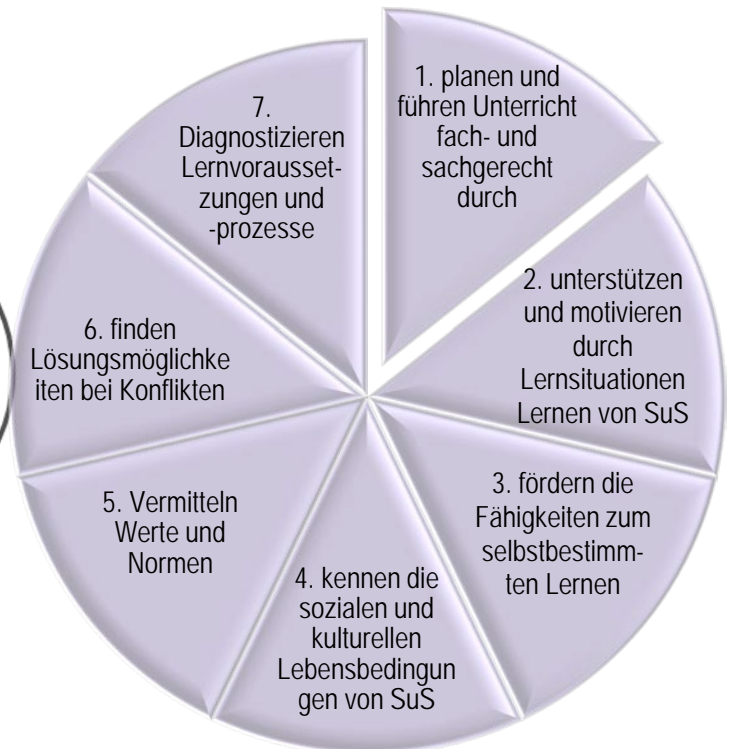 1. planen und
führen Unterricht
fach- und
sachgerecht
durch
2. unterstützen
und motivieren
durch
Lernsituationen
Lernen von SuS
3. fördern die
Fähigkeiten zum
selbstbestimm-
ten Lernen
4. kennen die
sozialen und
kulturellen
Lebensbedingun
gen von SuS
5. Vermitteln
Werte und
Normen
6. finden
Lösungsmöglichke
iten bei Konflikten
7.
Diagnostizieren
Lernvorausset-
zungen und
-prozesse